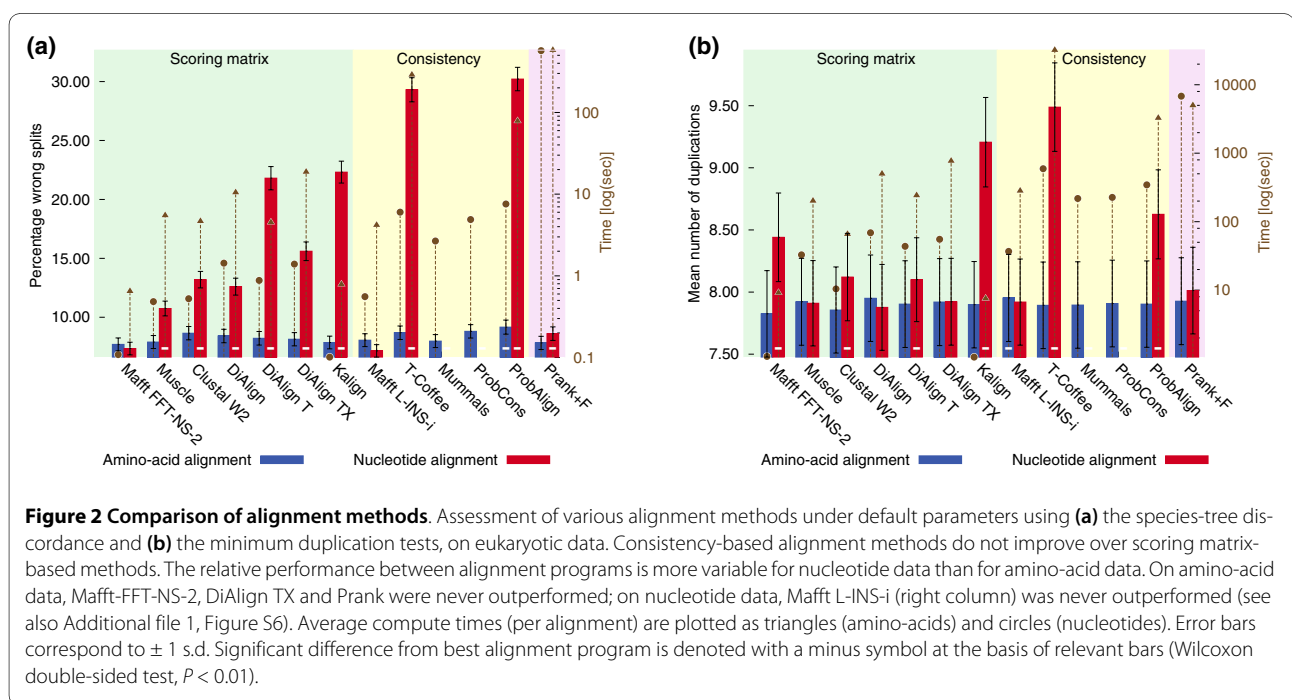 (a)
Scoring matrix
Consistency
30.00
25.00
20.00
15.00
10.00
Percentage wrong splits
100
10
1
0.1
Time [log(sec)]
Mafft FFT-NS-2
Muscle
Clustal W2
DiAlign
DiAlign T
DiAlign TX
Kalign
Mafft L-INS-i
T-Coffee
Mummals
ProbCons
ProbAlign
Prank+F
Amino-acid alignment
Nucleotide alignment
(b)
Scoring matrix
Consistency
9.50
9.00
8.50
8.00
7.50
Mean number of duplications
10000
1000
100
10
Time [log(sec)]
Mafft FFT-NS-2
Muscle
Clustal W2
DiAlign
DiAlign T
DiAlign TX
Kalign
Mafft L-INS-i
T-Coffee
Mummals
ProbCons
ProbAlign
Prank+F
Amino-acid alignment
Nucleotide alignment
Figure 2 Comparison of alignment methods. Assessment of various alignment methods under default parameters using (a) the species-tree dis-
cordance and (b) the minimum duplication tests, on eukaryotic data. Consistency-based alignment methods do not improve over scoring matrix-
based methods. The relative performance between alignment programs is more variable for nucleotide data than for amino-acid data. On amino-acid
data, Mafft-FFT-NS-2, DiAlign TX and Prank were never outperformed; on nucleotide data, Mafft L-INS-i (right column) was never outperformed (see
also Additional file 1, Figure S6). Average compute times (per alignment) are plotted as triangles (amino-acids) and circles (nucleotides). Error bars
correspond to ± 1 s.d. Significant difference from best alignment program is denoted with a minus symbol at the basis of relevant bars (Wilcoxon
double-sided test, P < 0.01).